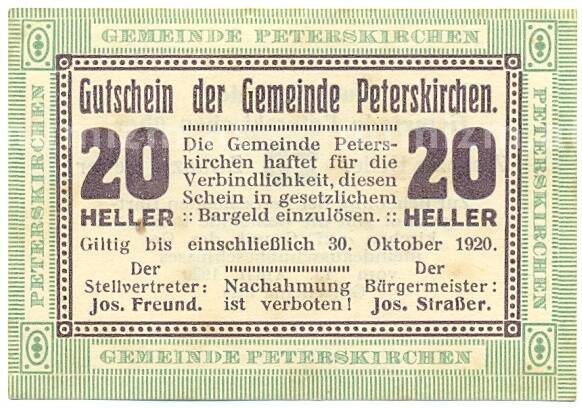 GEMEINDE PETERSKIRCHEN
Gutschein der Gemeinde Peterskirchen.
20
HELLER
Die Gemeinde Peters-
kirchen haftet für die
Verbindlichkeit, diesen
Schein in gesetzlichem
:: Bargeld einzulösen. ::
20
HELLER
Giltig bis einschließlich 30. Oktober 1920.
Der
Stellvertreter:
Jos. Freund.
Nachahmung
ist verboten!
Der
Bürgermeister:
Jos. Straßer.
PETERSKIRCHEN
PETERSKIRCHEN
GEMEINDE PETERSKIRCHEN